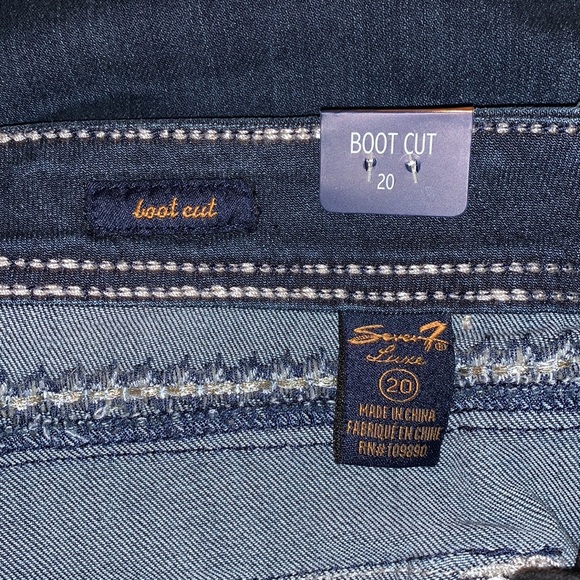 BOOT CUT
20
boot cut
Seven7®
Luxe
20
MADE IN CHINA
FABRIQUÉ EN CHINE
RN#109890